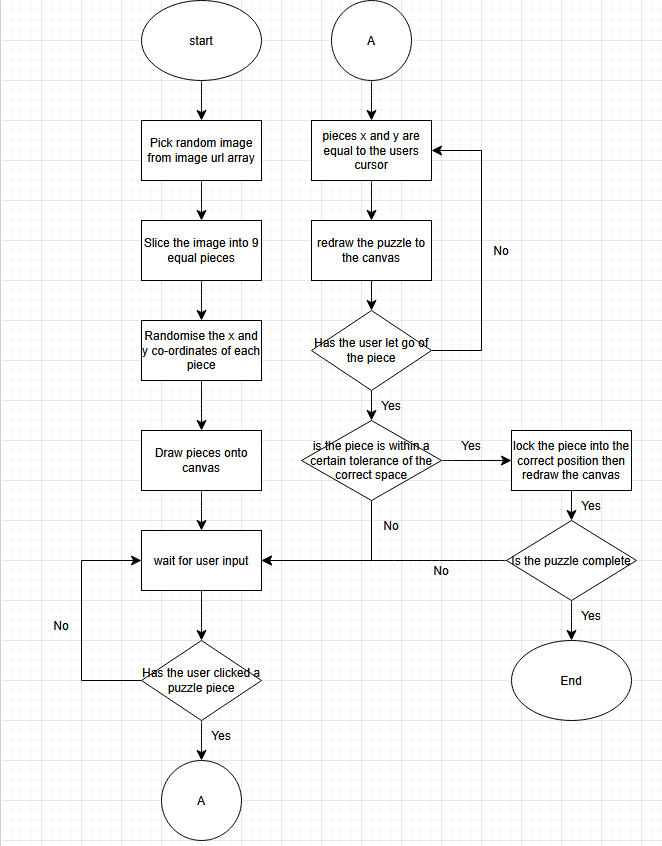 start
Pick random image
from image url array
Slice the image into 9
equal pieces
Randomise the x and
y co-ordinates of each
piece
Draw pieces onto
canvas
wait for user input
No
Has the user clicked a
puzzle piece
Yes
A
A
pieces x and y are
equal to the users
cursor
redraw the puzzle to
the canvas
No
Has the user let go of
the piece
Yes
is the piece is within a
certain tolerance of the
correct space
Yes
No
lock the piece into the
correct position then
redraw the canvas
Yes
Is the puzzle complete
No
Yes
End